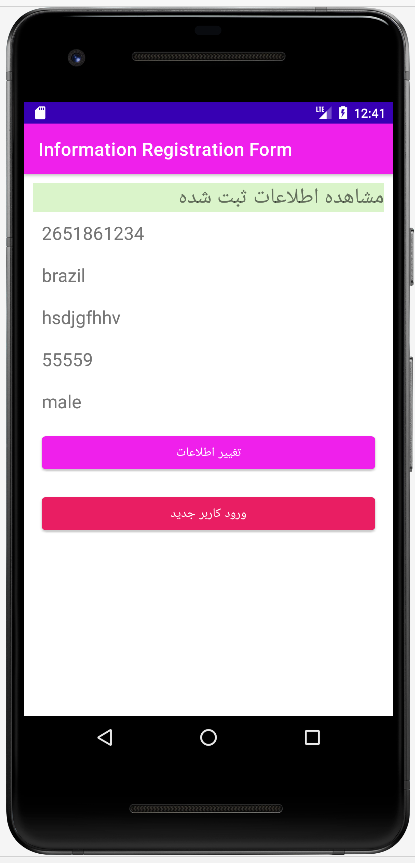 LTE 12:41
Information Registration Form
مشاهده اطلاعات ثبت شده
2651861234
brazil
hsdjgfhhv
55559
male
تغییر اطلاعات
ورود کاربر جدید